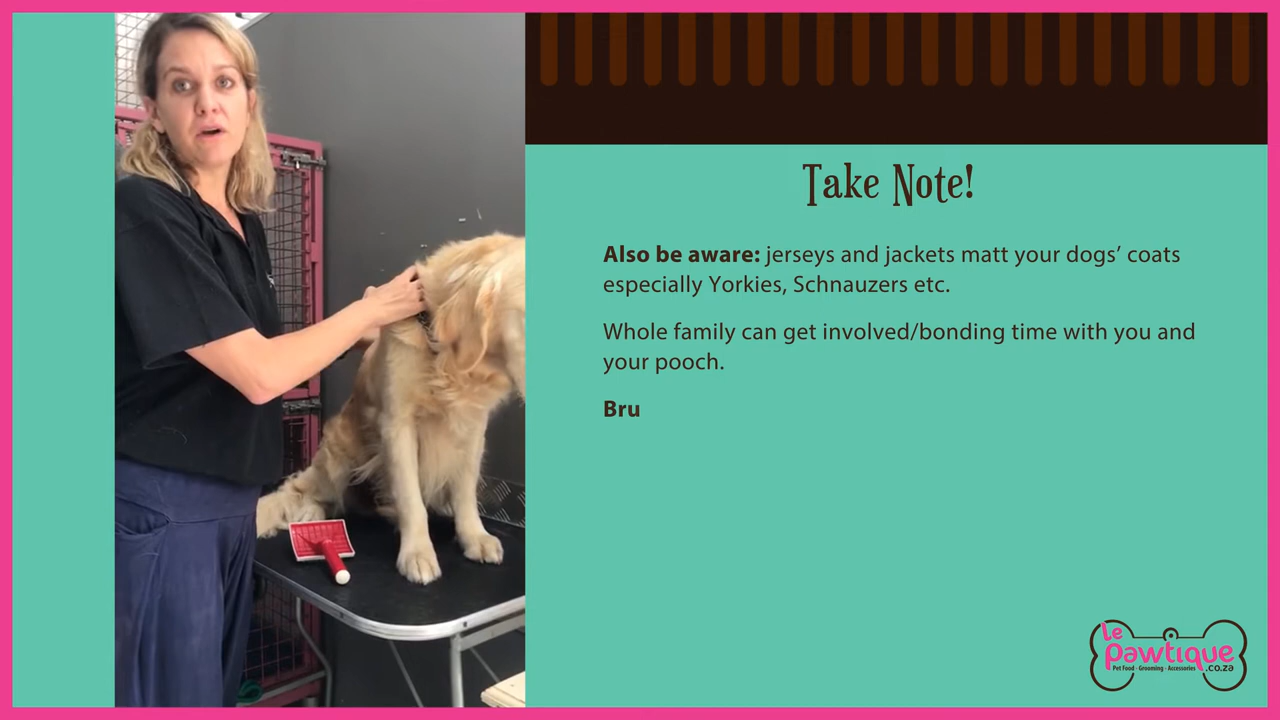 Take Note!
Also be aware: jerseys and jackets matt your dogs’ coats
especially Yorkies, Schnauzers etc.
Whole family can get involved/bonding time with you and
your pooch.
Bru
Le
Pawtique
Pet Food · Grooming · Accessories .co.za